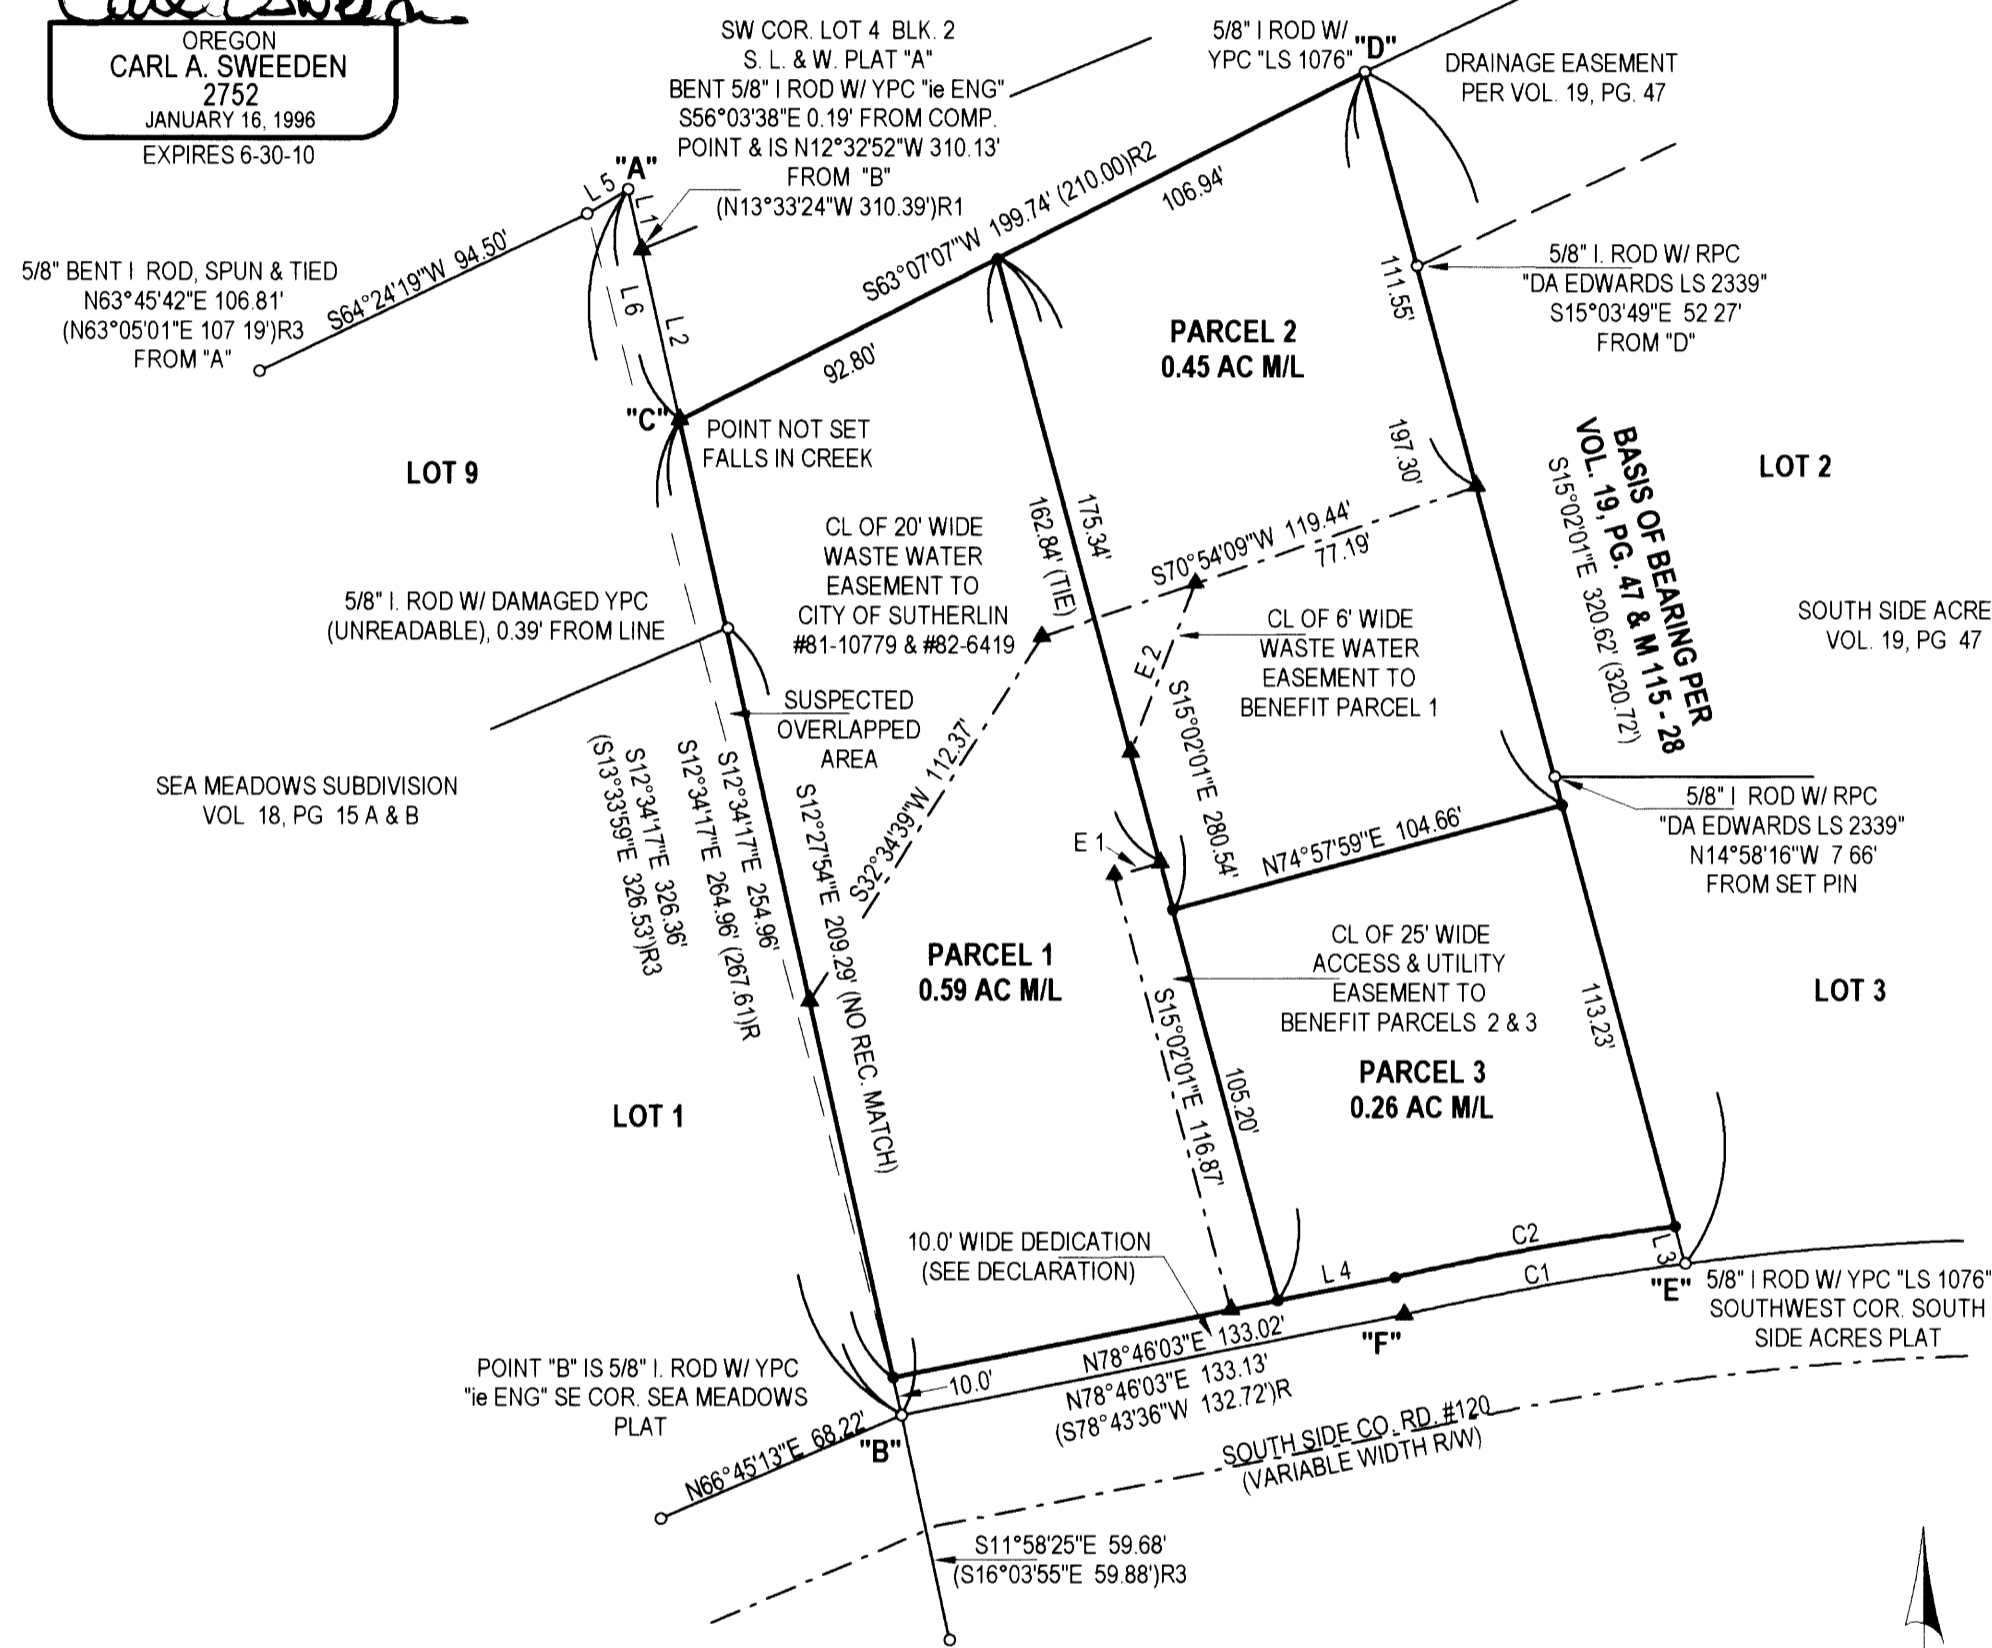 OREGON
CARL A. SWEEDEN
2752
JANUARY 16, 1996
EXPIRES 6-30-10
SW COR. LOT 4 BLK. 2
S. L. & W. PLAT "A"
BENT 5/8" I ROD W/ YPC "ie ENG"
S56°03'38"E 0.19' FROM COMP.
POINT & IS N12°32'52"W 310.13'
FROM "B"
(N13°33'24"W 310.39')R1
5/8" I ROD W/
YPC "LS 1076"
"D"
DRAINAGE EASEMENT
PER VOL. 19, PG. 47
"A"
L 5
L 1
5/8" BENT I ROD, SPUN & TIED
N63°45'42"E 106.81'
(N63°05'01"E 107 19')R3
FROM "A"
S64°24'19"W 94.50'
L 6
L 2
S63°07'07"W 199.74' (210.00)R2
106.94'
92.80'
5/8" I. ROD W/ RPC
"DA EDWARDS LS 2339"
S15°03'49"E 52 27'
FROM "D"
111.55'
PARCEL 2
0.45 AC M/L
"C"
POINT NOT SET
FALLS IN CREEK
LOT 9
197.30'
BASIS OF BEARING PER
VOL. 19, PG. 47 & M 115 - 28
S15°02'01"E 320.62' (320.72')
LOT 2
CL OF 20' WIDE
WASTE WATER
EASEMENT TO
CITY OF SUTHERLIN
#81-10779 & #82-6419
162.84' (TIE)
175.34'
S70°54'09"W 119.44'
77.19'
5/8" I. ROD W/ DAMAGED YPC
(UNREADABLE), 0.39' FROM LINE
CL OF 6' WIDE
WASTE WATER
EASEMENT TO
BENEFIT PARCEL 1
E 2
SOUTH SIDE ACRE
VOL. 19, PG 47
SUSPECTED
OVERLAPPED
AREA
S15°02'01"E 280.54'
SEA MEADOWS SUBDIVISION
VOL 18, PG 15 A & B
(S13°33'59"E 326.53')R3
S12°34'17"E 326.36'
S12°34'17"E 264.96' (267.61)R
S12°34'17"E 254.96'
S12°27'54"E 209.29' (NO REC. MATCH)
S32°34'39"W 112.37'
E 1
N74°57'59"E 104.66'
5/8" I ROD W/ RPC
"DA EDWARDS LS 2339"
N14°58'16"W 7 66'
FROM SET PIN
PARCEL 1
0.59 AC M/L
CL OF 25' WIDE
ACCESS & UTILITY
EASEMENT TO
BENEFIT PARCELS 2 & 3
LOT 3
113.23'
S15°02'01"E 116.87'
105.20'
PARCEL 3
0.26 AC M/L
LOT 1
10.0' WIDE DEDICATION
(SEE DECLARATION)
L 4
C2
L 3
C1
"E"
5/8" I ROD W/ YPC "LS 1076"
SOUTHWEST COR. SOUTH
SIDE ACRES PLAT
"F"
N78°46'03"E 133.02'
N78°46'03"E 133.13'
(S78°43'36"W 132.72')R
10.0'
POINT "B" IS 5/8" I. ROD W/ YPC
"ie ENG" SE COR. SEA MEADOWS
PLAT
"B"
N66°45'13"E 68.22'
SOUTH SIDE CO. RD. #120
(VARIABLE WIDTH R/W)
S11°58'25"E 59.68'
(S16°03'55"E 59.88')R3